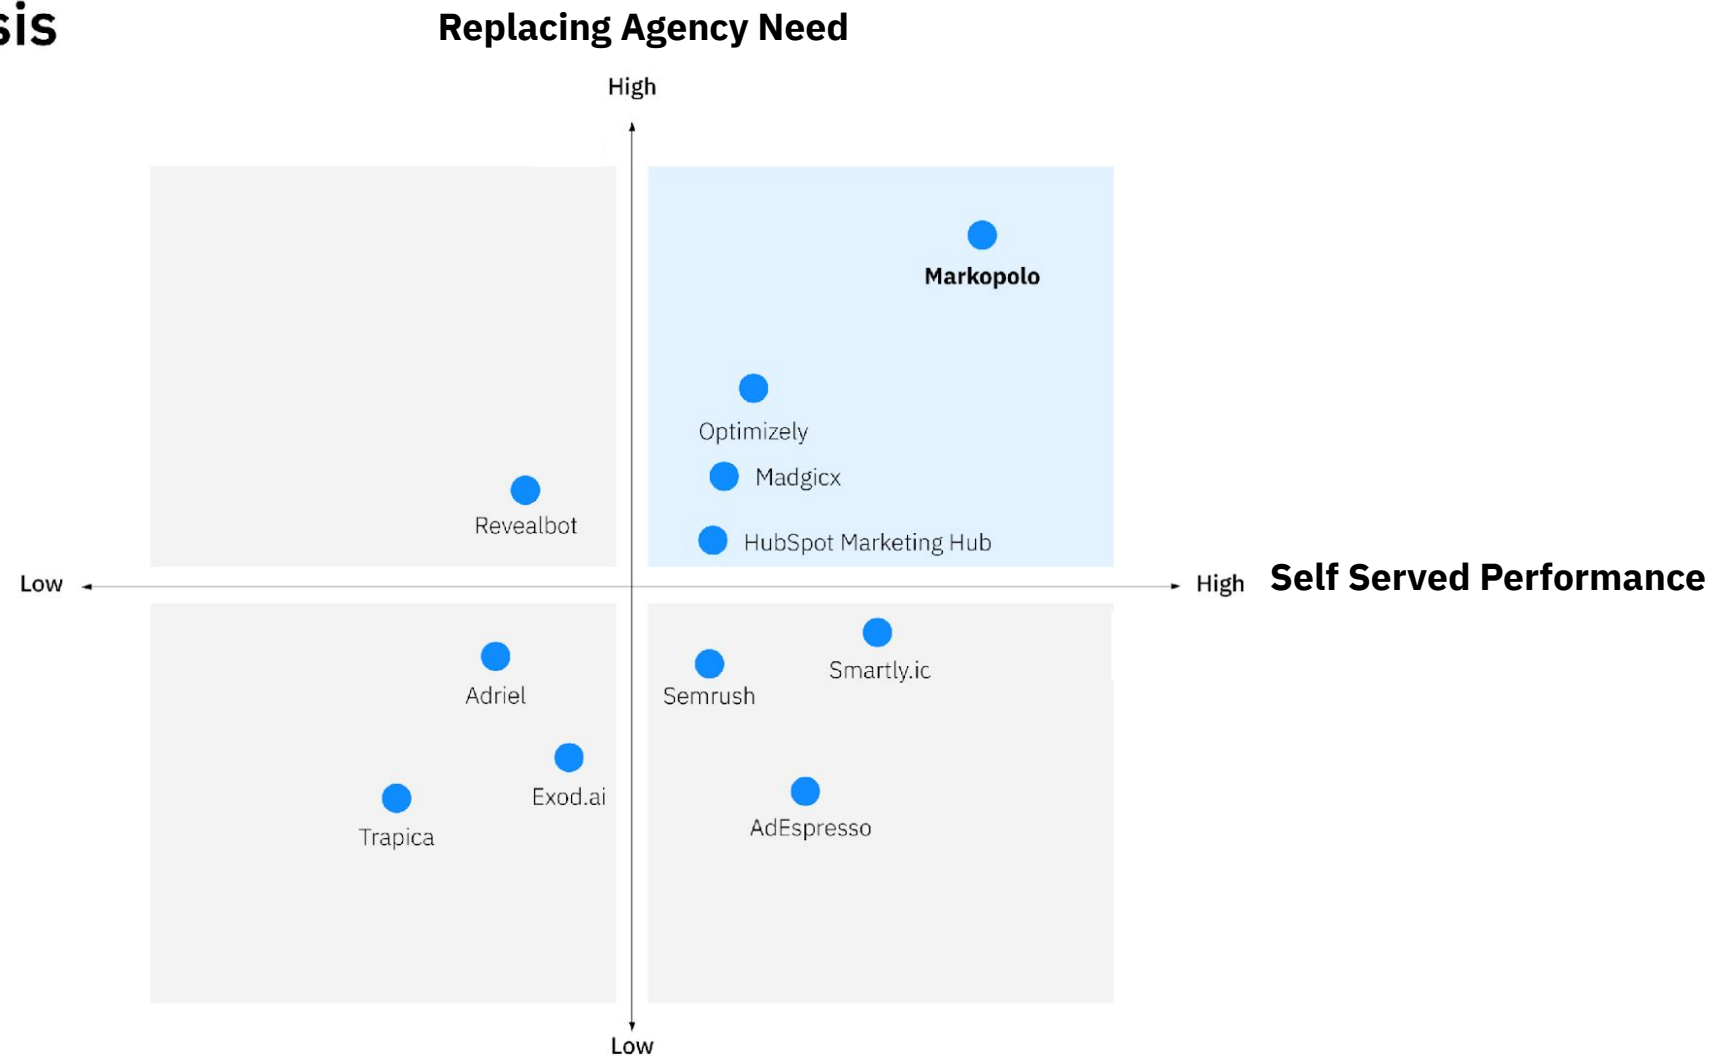 sis
Replacing Agency Need
High
Markopolo
Optimizely
Madgicx
Revealbot
HubSpot Marketing Hub
Low
High
Self Served Performance
Smartly.ic
Adriel
Semrush
Exod.ai
AdEspresso
Trapica
Low